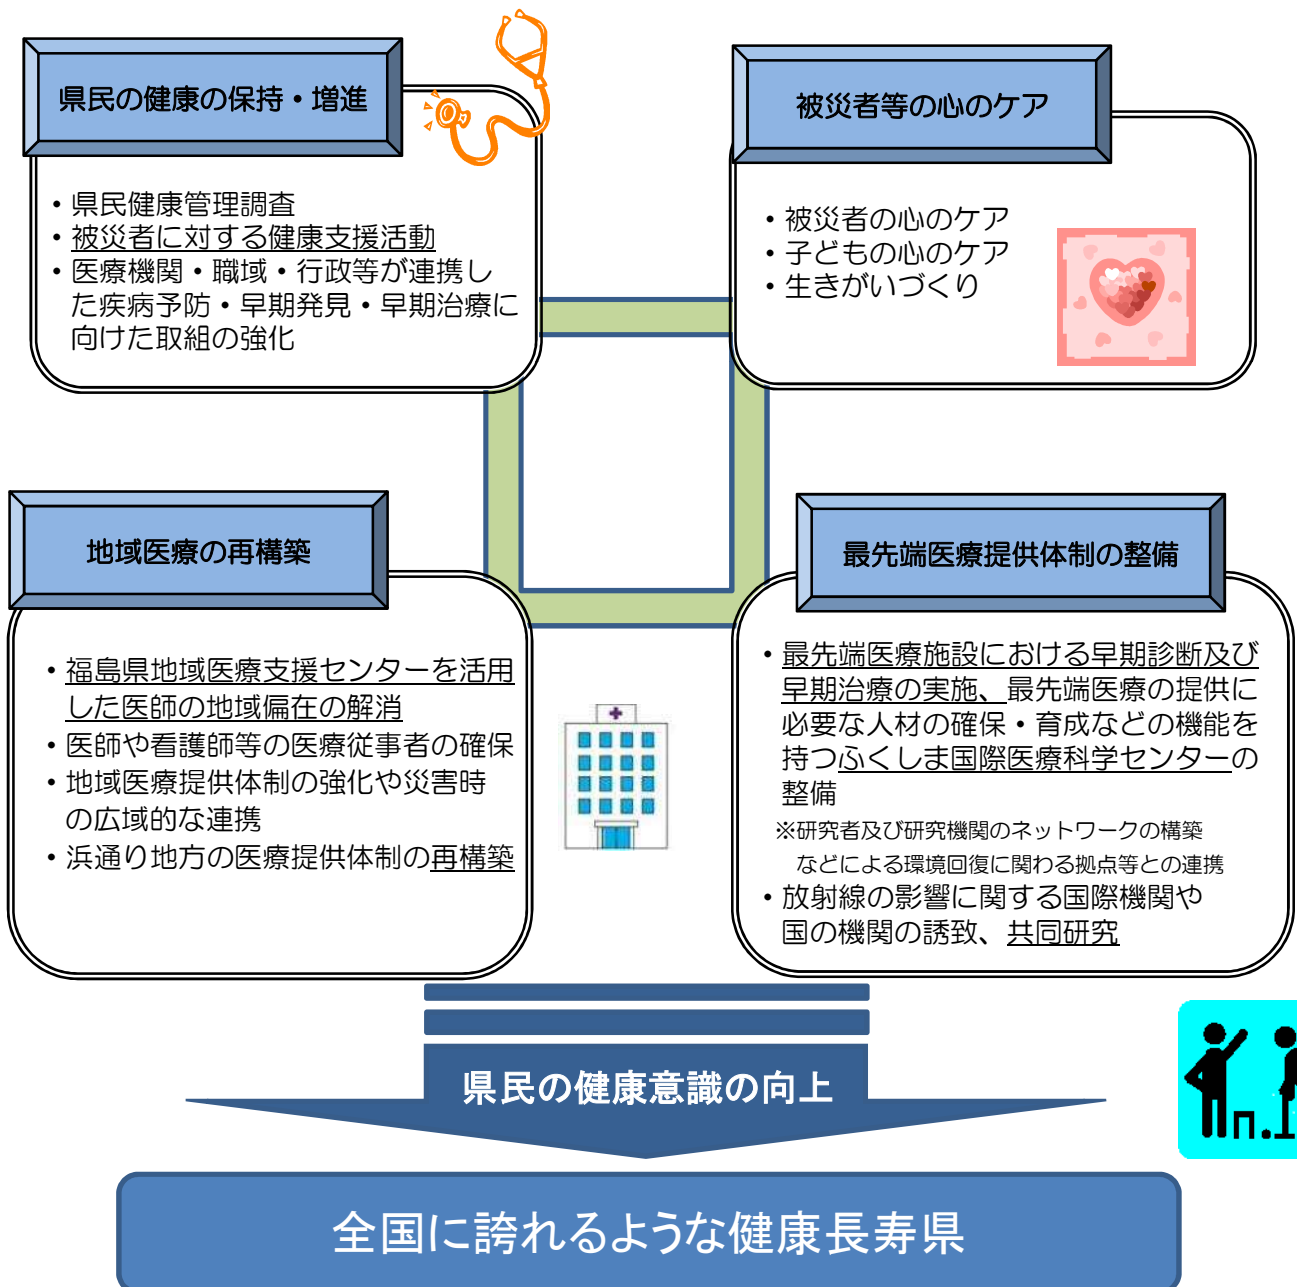 県民の健康の保持・増進
・県民健康管理調査
・被災者に対する健康支援活動
・医療機関・職域・行政等が連携し
た疾病予防・早期発見・早期治療に
向けた取組の強化
被災者等の心のケア
・被災者の心のケア
・子どもの心のケア
・生きがいづくり
地域医療の再構築
・福島県地域医療支援センターを活用
した医師の地域偏在の解消
・医師や看護師等の医療従事者の確保
・地域医療提供体制の強化や災害時
の広域的な連携
・浜通り地方の医療提供体制の再構築
最先端医療提供体制の整備
・最先端医療施設における早期診断及び
早期治療の実施、最先端医療の提供に
必要な人材の確保・育成などの機能を
持つふくしま国際医療科学センターの
整備
※研究者及び研究機関のネットワークの構築
などによる環境回復に関わる拠点等との連携
・放射線の影響に関する国際機関や
国の機関の誘致、共同研究
県民の健康意識の向上
全国に誇れるような健康長寿県